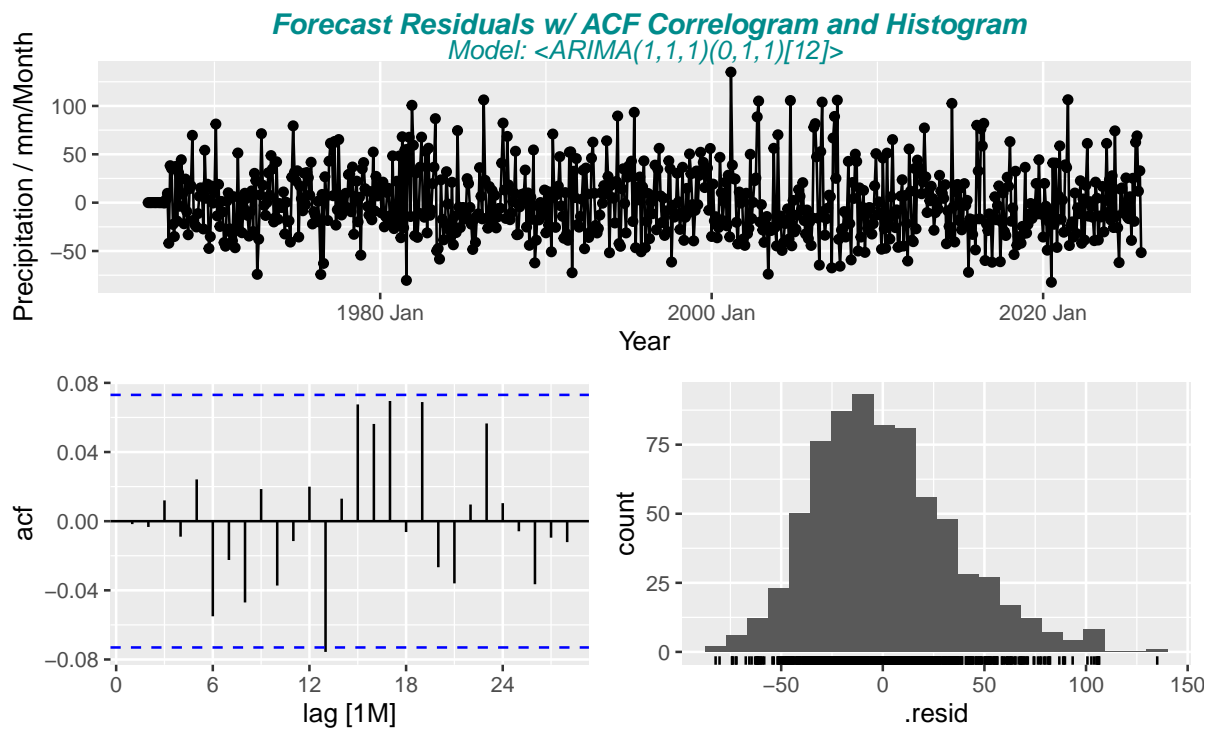 Forecast Residuals w/ ACF Correlogram and Histogram
Model: <ARIMA(1,1,1)(0,1,1)[12]>
Precipitation / mm/Month
100
50
0
−50
1980 Jan 2000 Jan 2020 Jan
Year
acf
0.08
0.04
0.00
−0.04
−0.08
0 6 12 18 24
lag [1M]
count
75
50
25
0
−50 0 50 100 150
.resid